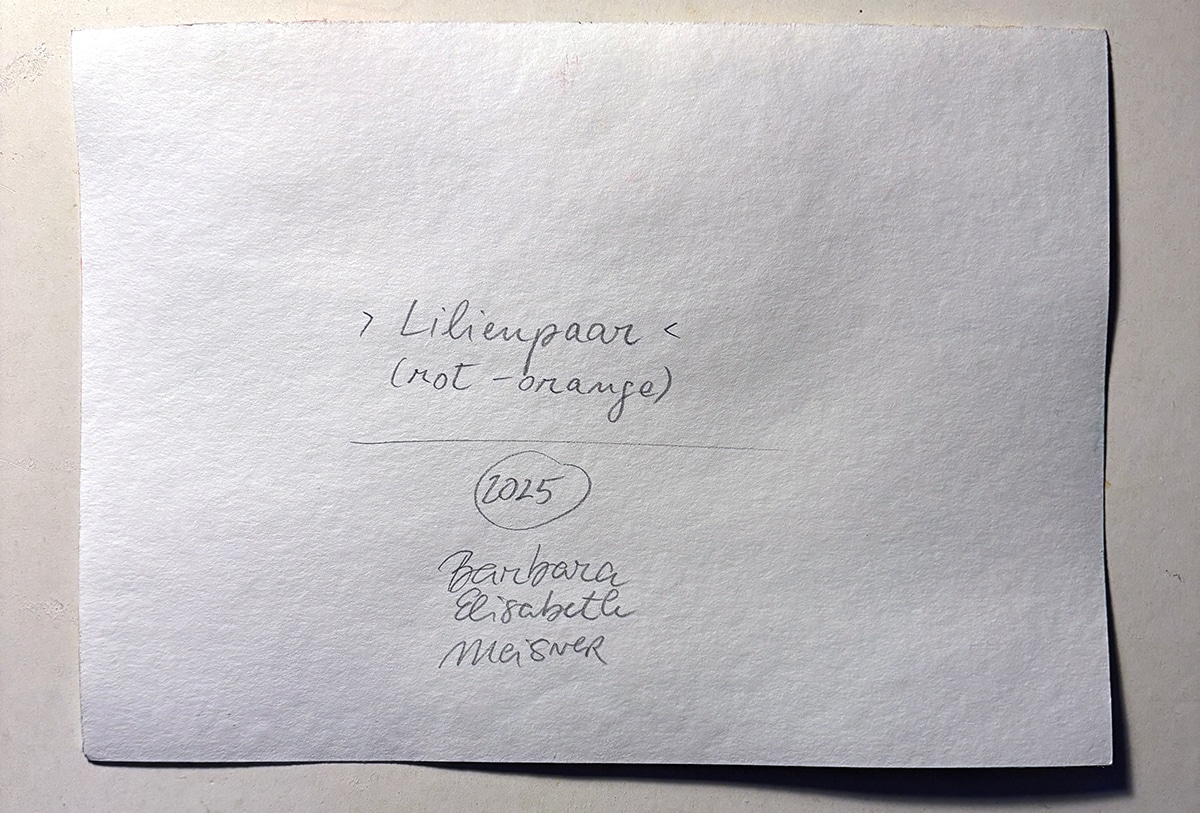 > Lilienpaar <
(rot - orange)
2025
Barbara
Elisabeth
Meisner